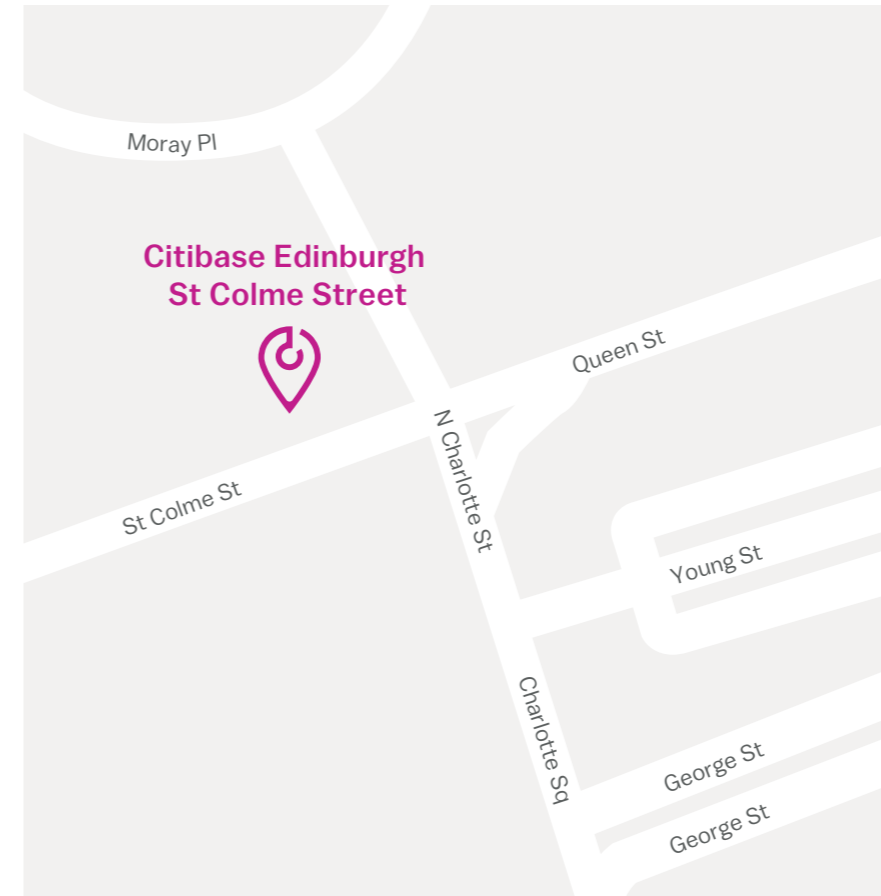 Moray Pl
Citibase Edinburgh
St Colme Street
Queen St
N Charlotte St
St Colme St
Young St
Charlotte Sq
George St
George St